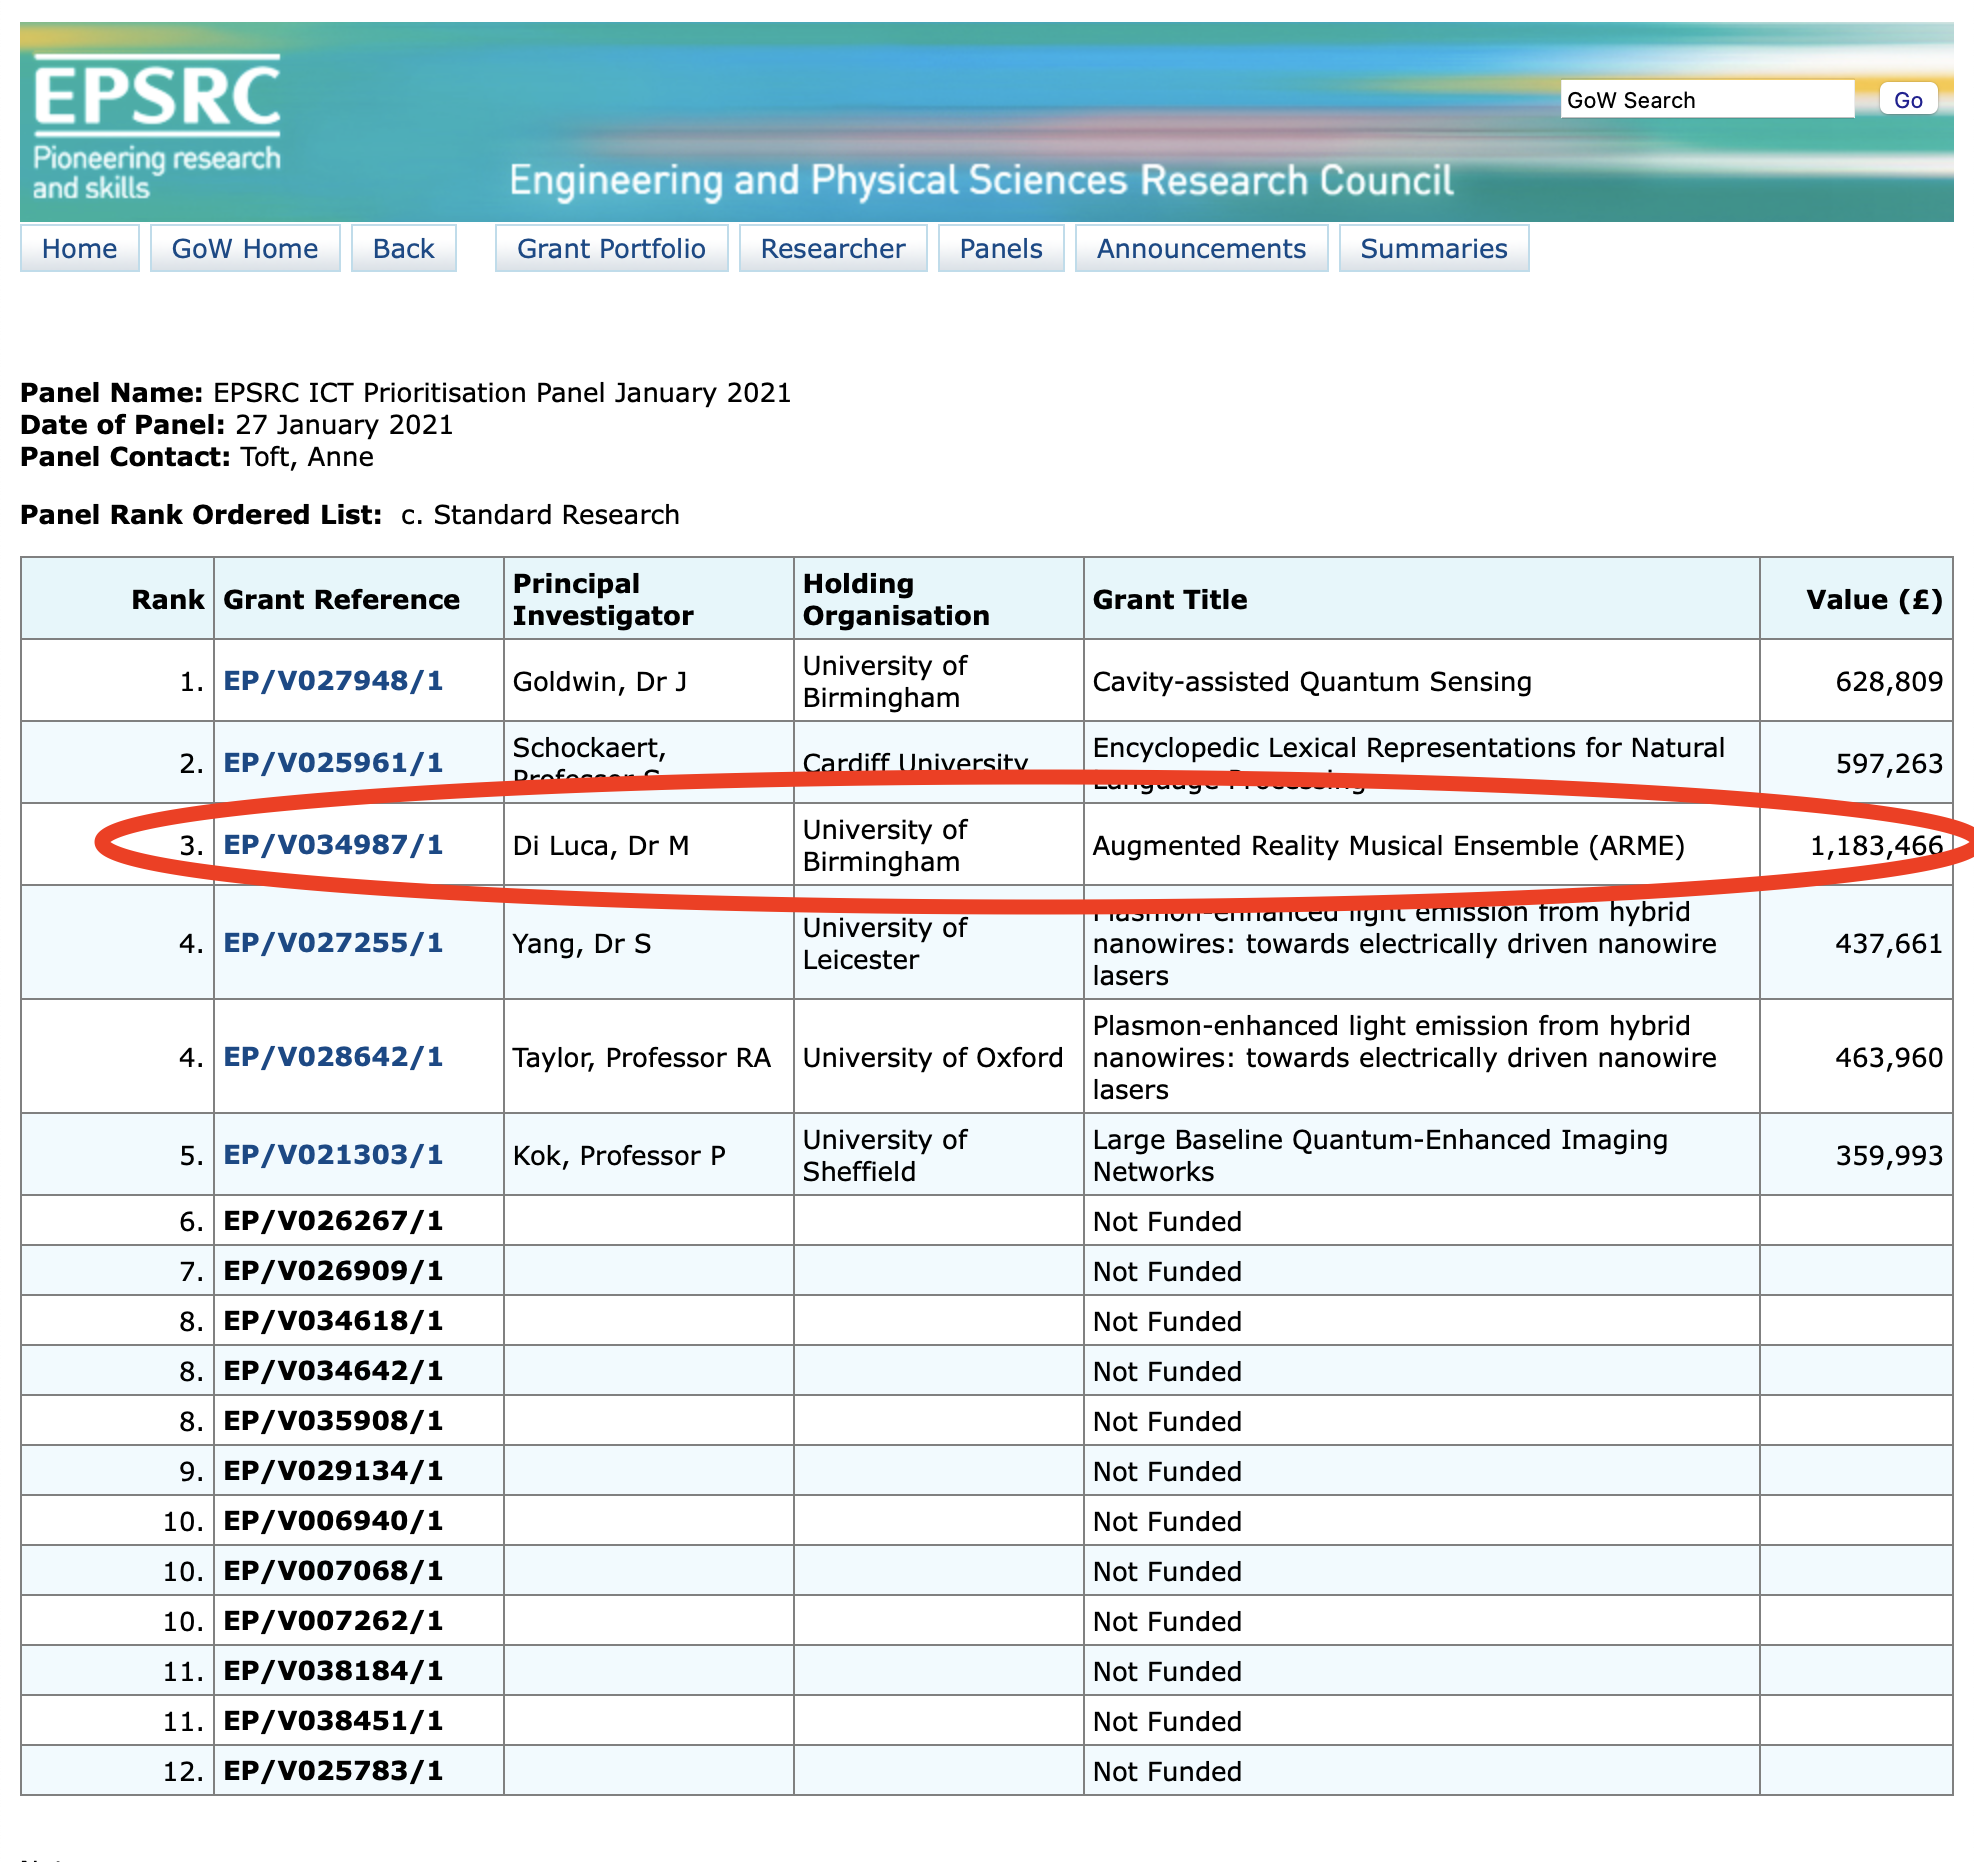 EPSRC
Pioneering research
and skills
Engineering and Physical Sciences Research Council
GoW Search
Go
Home
GoW Home
Back
Grant Portfolio
Researcher
Panels
Announcements
Summaries
Panel Name: EPSRC ICT Prioritisation Panel January 2021
Date of Panel: 27 January 2021
Panel Contact: Toft, Anne
Panel Rank Ordered List: c. Standard Research
Rank
Grant Reference
Principal
Investigator
Holding
Organisation
Grant Title
Value (£)
1.
EP/V027948/1
Goldwin, Dr J
University of
Birmingham
Cavity-assisted Quantum Sensing
628,809
2.
EP/V025961/1
Schockaert,
Professor S
Cardiff University
Encyclopedic Lexical Representations for Natural
Language Processing
597,263
3.
EP/V034987/1
Di Luca, Dr M
University of
Birmingham
Augmented Reality Musical Ensemble (ARME)
1,183,466
4.
EP/V027255/1
Yang, Dr S
University of
Leicester
Plasmon-enhanced light emission from hybrid
nanowires: towards electrically driven nanowire
lasers
437,661
4.
EP/V028642/1
Taylor, Professor RA
University of Oxford
Plasmon-enhanced light emission from hybrid
nanowires: towards electrically driven nanowire
lasers
463,960
5.
EP/V021303/1
Kok, Professor P
University of
Sheffield
Large Baseline Quantum-Enhanced Imaging
Networks
359,993
6.
EP/V026267/1
Not Funded
7.
EP/V026909/1
Not Funded
8.
EP/V034618/1
Not Funded
8.
EP/V034642/1
Not Funded
8.
EP/V035908/1
Not Funded
9.
EP/V029134/1
Not Funded
10.
EP/V006940/1
Not Funded
10.
EP/V007068/1
Not Funded
10.
EP/V007262/1
Not Funded
11.
EP/V038184/1
Not Funded
11.
EP/V038451/1
Not Funded
12.
EP/V025783/1
Not Funded